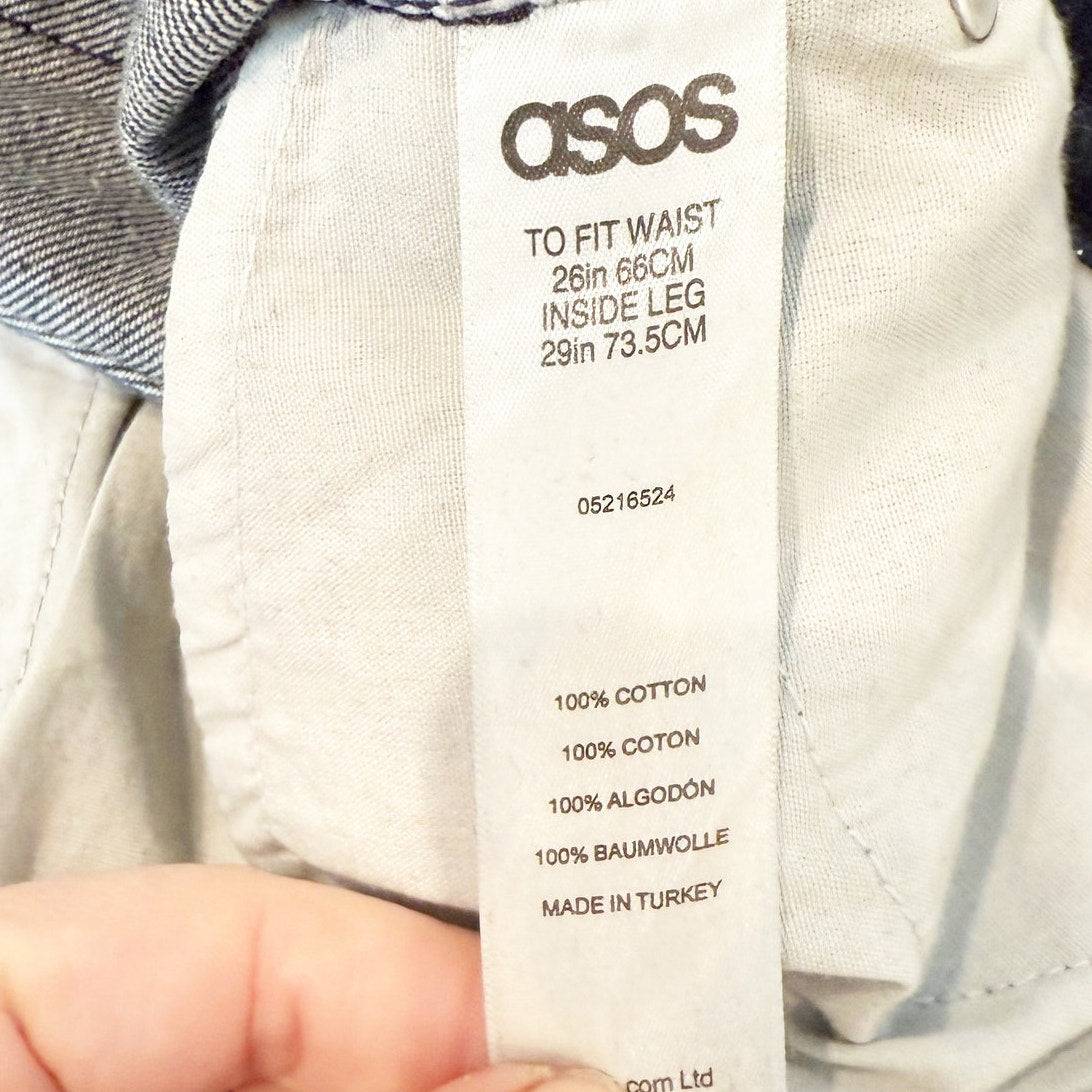 asos
TO FIT WAIST
26in 66CM
INSIDE LEG
29in 73.5CM
05216524
100% COTTON
100% COTON
100% ALGODÓN
100% BAUMWOLLE
MADE IN TURKEY
.com Ltd